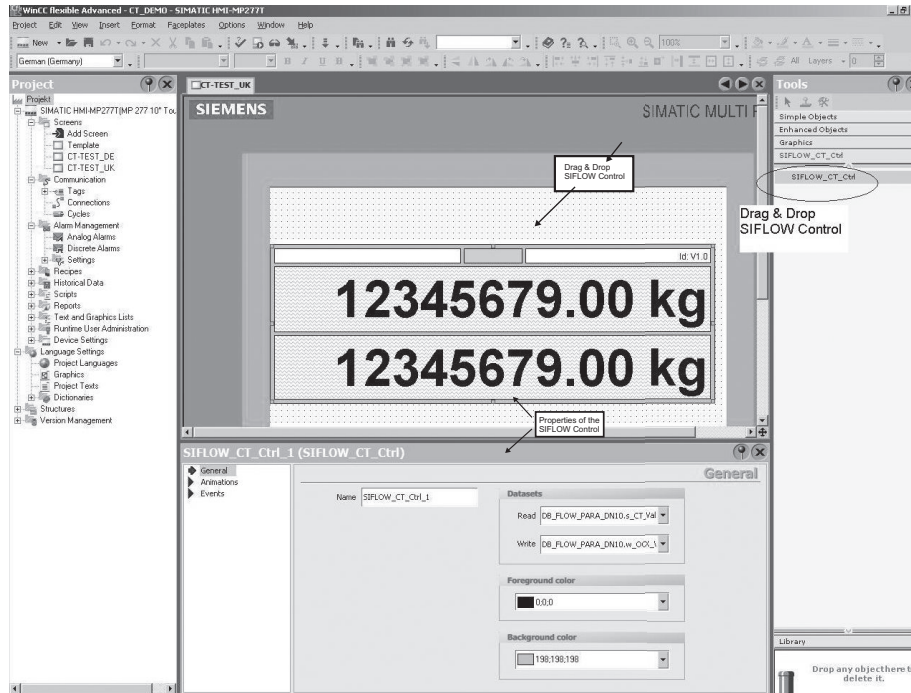 WinCC flexible Advanced - CT_DEMO - SIMATIC HMI-MP277T
Project Edit View Insert Format Faceplates Options Window Help
New 100%
German (Germany) All Layers - 0
Project
Projekt
SIMATIC HMI-MP277T(MP 277 10" Tou
Screens
Add Screen
Template
CT-TEST_DE
CT-TEST_UK
Communication
Tags
Connections
Cycles
Alarm Management
Analog Alarms
Discrete Alarms
Settings
Recipes
Historical Data
Scripts
Reports
Text and Graphics Lists
Runtime User Administration
Device Settings
Language Settings
Project Languages
Graphics
Project Texts
Dictionaries
Structures
Version Management
CT-TEST_UK
SIEMENS
SIMATIC MULTI
Drag & Drop
SIFLOW Control
Id: V1.0
12345679.00 kg
12345679.00 kg
Properties of the
SIFLOW Control
SIFLOW_CT_Ctrl_1 (SIFLOW_CT_Ctrl)
General
Animations
Events
General
Name SIFLOW_CT_Ctrl_1
Datasets
Read DB_FLOW_PARA_DN10.s_CT_Val
Write DB_FLOW_PARA_DN10.w_OCX_
Foreground color
0;0;0
Background color
198;198;198
Tools
Simple Objects
Enhanced Objects
Graphics
SIFLOW_CT_Ctrl
SIFLOW_CT_Ctrl
Drag & Drop
SIFLOW Control
Library
Drop any object here t
delete it.